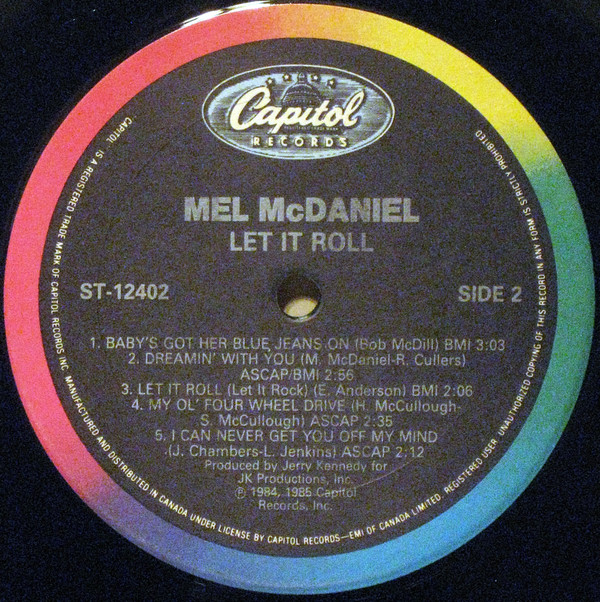 Capitol
RECORDS
MEL McDANIEL
LET IT ROLL
ST-12402
SIDE 2
1. BABY'S GOT HER BLUE JEANS ON (Bob McDill) BMI 3:03
2. DREAMIN' WITH YOU (M. McDaniel-R. Cullers)
ASCAP/BMI 2:56
3. LET IT ROLL (Let It Rock) (E. Anderson) BMI 2:06
4. MY OL' FOUR WHEEL DRIVE (H. McCullough-
S. McCullough) ASCAP 2:35
5. I CAN NEVER GET YOU OFF MY MIND
(J. Chambers-L. Jenkins) ASCAP 2:12
Produced by Jerry Kennedy for
JK Productions, Inc.
℗ 1984, 1985 Capitol
Records, Inc.
CAPITOL IS A REGISTERED TRADE MARK OF CAPITOL RECORDS INC. MANUFACTURED AND DISTRIBUTED IN CANADA UNDER LICENSE BY CAPITOL RECORDS—EMI OF CANADA LIMITED, REGISTERED USER. UNAUTHORIZED COPYING OF THIS RECORD IN ANY FORM IS STRICTLY PROHIBITED